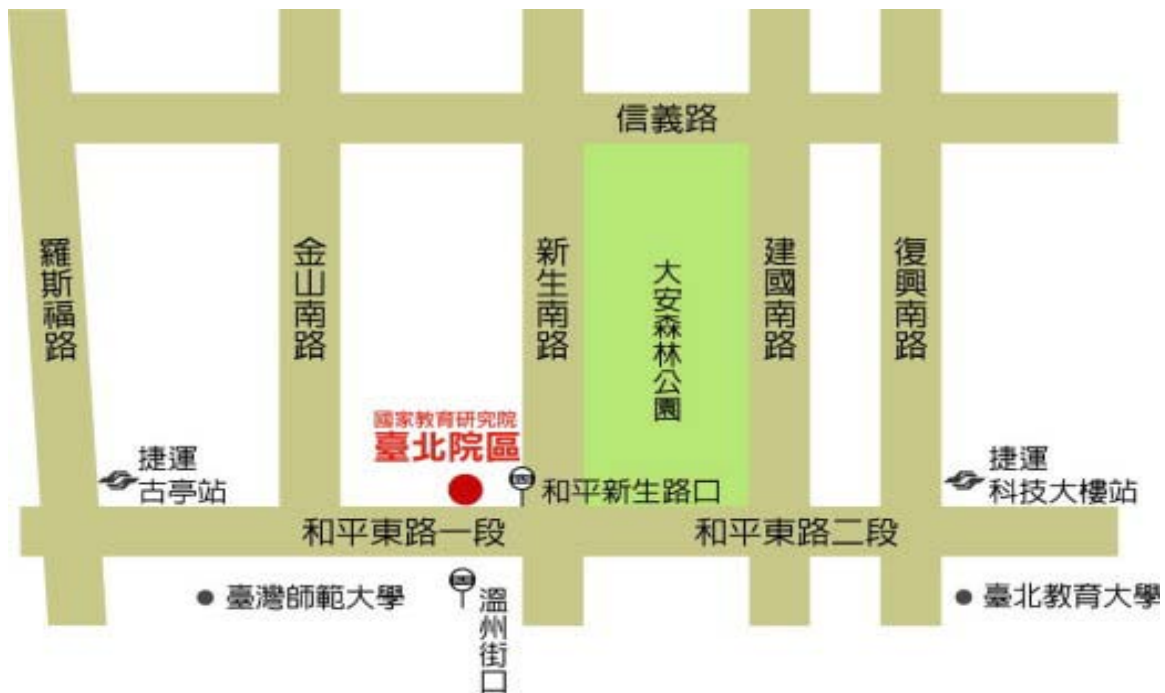 信義路
羅斯福路
金山南路
新生南路
大安森林公園
建國南路
復興南路
國家教育研究院
臺北院區
捷運
古亭站
和平新生路口
捷運
科技大樓站
和平東路一段
和平東路二段
臺灣師範大學
溫州街口
臺北教育大學